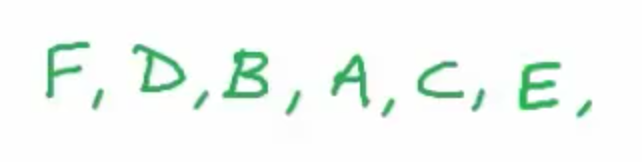 F, D, B, A, C, E,